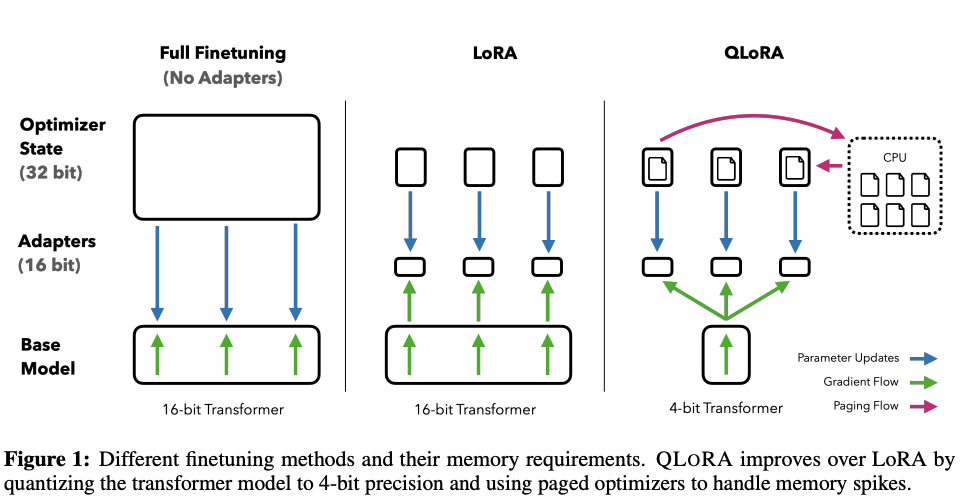 Full Finetuning
(No Adapters)
LoRA
QLoRA
Optimizer
State
(32 bit)
CPU
Adapters
(16 bit)
Base
Model
Parameter Updates
Gradient Flow
Paging Flow
16-bit Transformer
16-bit Transformer
4-bit Transformer
Figure 1: Different finetuning methods and their memory requirements. QLORA improves over LoRA by
quantizing the transformer model to 4-bit precision and using paged optimizers to handle memory spikes.